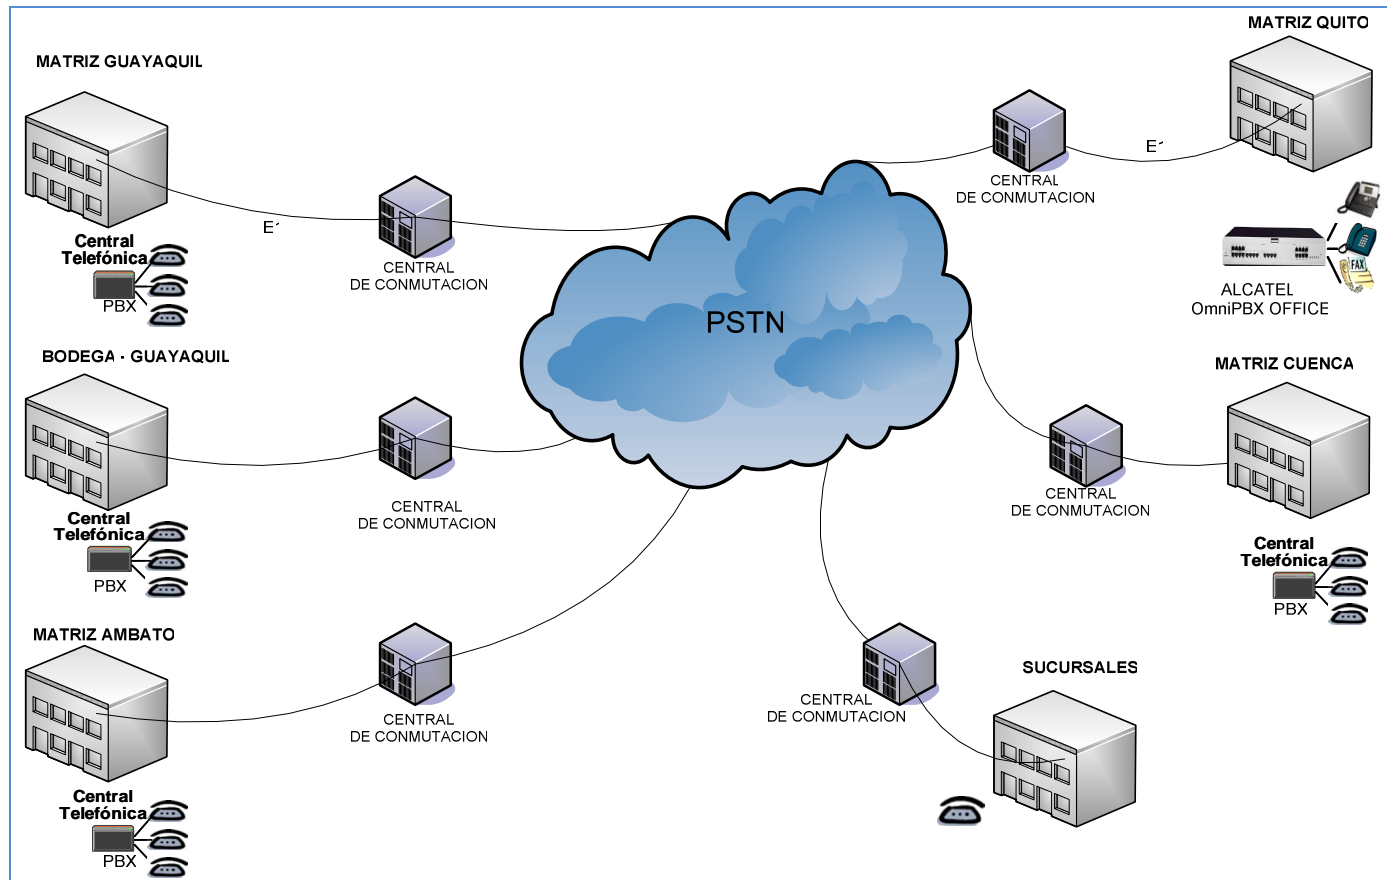 MATRIZ GUAYAQUIL
E´
Central
Telefónica
PBX
CENTRAL
DE CONMUTACION
BODEGA - GUAYAQUIL
Central
Telefónica
PBX
CENTRAL
DE CONMUTACION
MATRIZ AMBATO
Central
Telefónica
PBX
CENTRAL
DE CONMUTACION
PSTN
MATRIZ QUITO
E´
CENTRAL
DE CONMUTACION
FAX
ALCATEL
OmniPBX OFFICE
MATRIZ CUENCA
CENTRAL
DE CONMUTACION
Central
Telefónica
PBX
SUCURSALES
CENTRAL
DE CONMUTACION